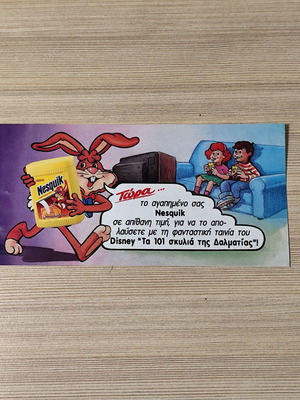 Nesquik
Τώρα...
το αγαπημένο σας
Nesquik
σε απίθανη τιμή, για να το απο-
λαύσετε με τη φανταστική ταινία του
Disney "Τα 101 σκυλιά της Δαλματίας"!